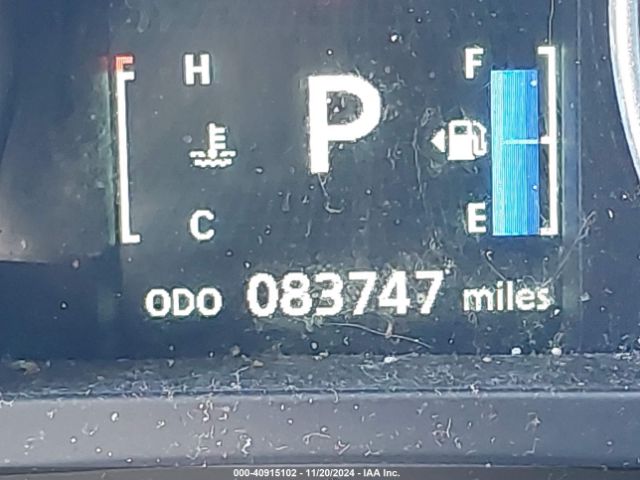 H P F
C E
ODO 083747 miles
000-40915102 - 11/20/2024 - IAA Inc.